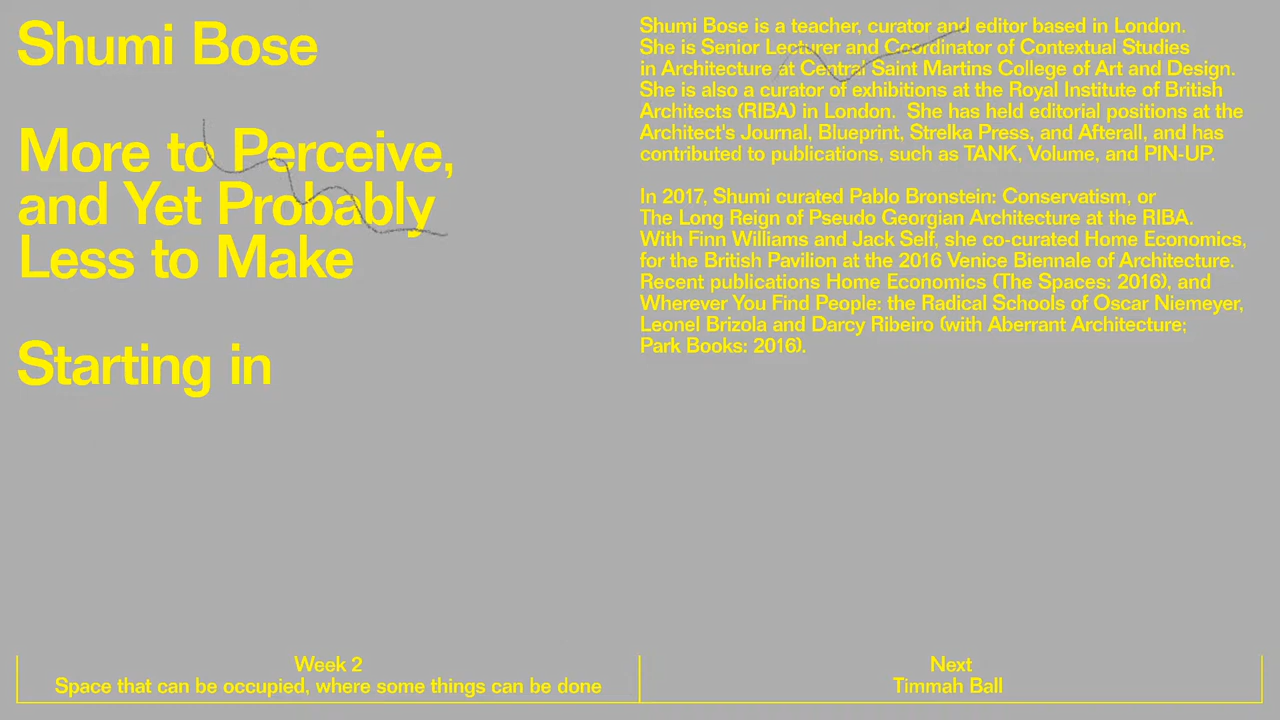 Shumi Bose
More to Perceive,
and Yet Probably
Less to Make
Starting in
Shumi Bose is a teacher, curator and editor based in London.
She is Senior Lecturer and Coordinator of Contextual Studies
in Architecture at Central Saint Martins College of Art and Design.
She is also a curator of exhibitions at the Royal Institute of British
Architects (RIBA) in London.  She has held editorial positions at the
Architect's Journal, Blueprint, Strelka Press, and Afterall, and has
contributed to publications, such as TANK, Volume, and PIN-UP.
In 2017, Shumi curated Pablo Bronstein: Conservatism, or
The Long Reign of Pseudo Georgian Architecture at the RIBA.
With Finn Williams and Jack Self, she co-curated Home Economics,
for the British Pavilion at the 2016 Venice Biennale of Architecture.
Recent publications Home Economics (The Spaces: 2016), and
Wherever You Find People: the Radical Schools of Oscar Niemeyer,
Leonel Brizola and Darcy Ribeiro (with Aberrant Architecture;
Park Books: 2016).
Week 2
Space that can be occupied, where some things can be done
Next
Timmah Ball